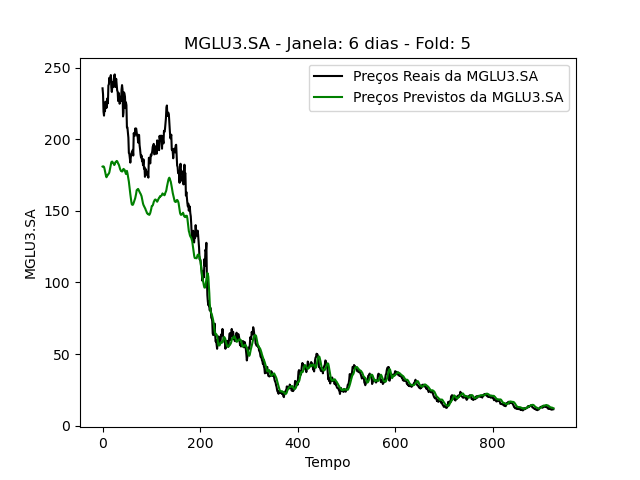 MGLU3.SA - Janela: 6 dias - Fold: 5
Preços Reais da MGLU3.SA
Preços Previstos da MGLU3.SA
MGLU3.SA
250
200
150
100
50
0
0 200 400 600 800
Tempo